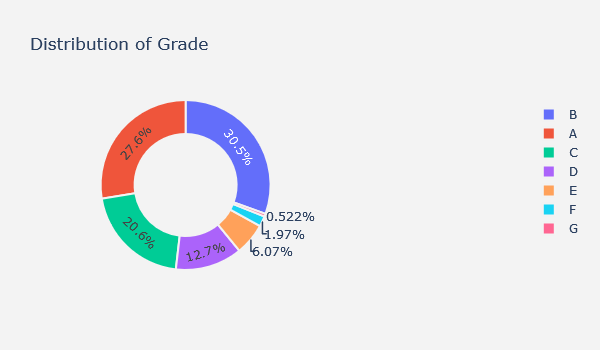 Distribution of Grade
30.5%
27.6%
20.6%
12.7%
6.07%
1.97%
0.522%
B
A
C
D
E
F
G